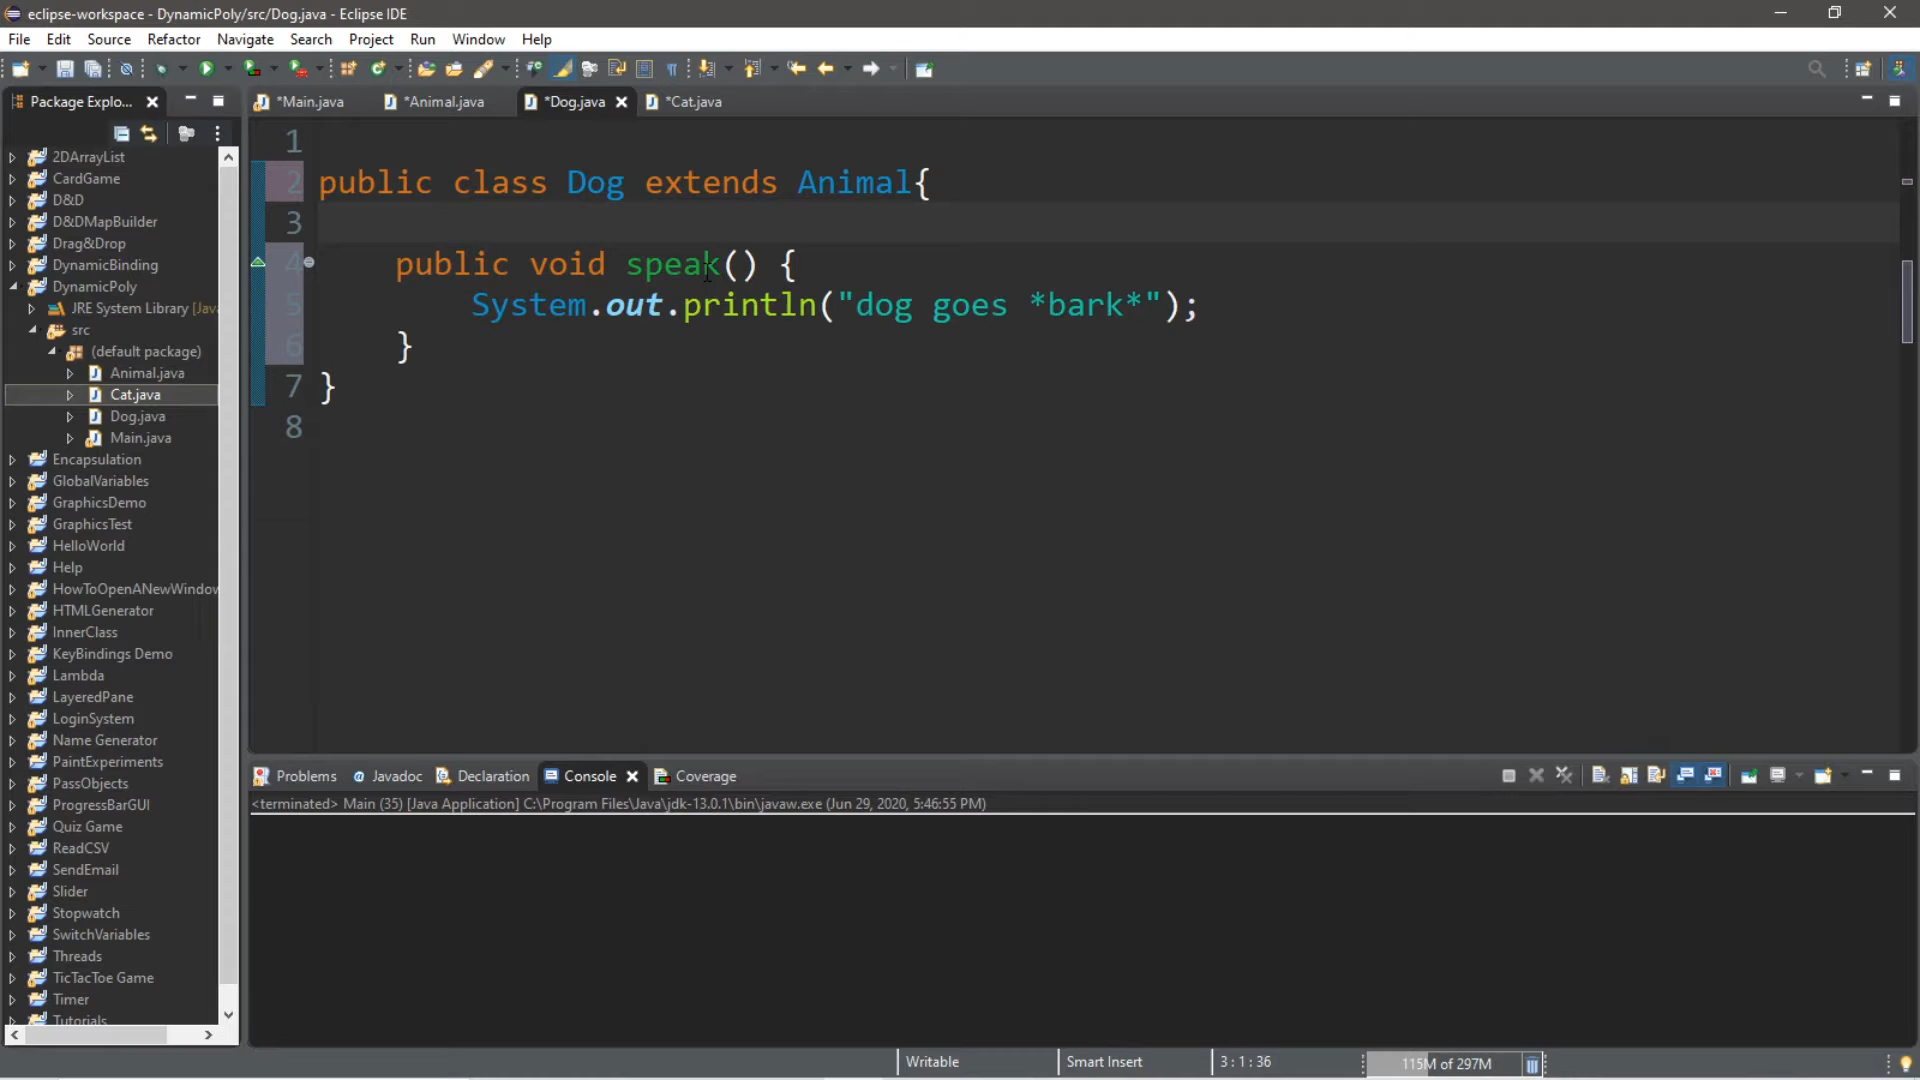 eclipse-workspace - DynamicPoly/src/Dog.java - Eclipse IDE
File Edit Source Refactor Navigate Search Project Run Window Help
Package Explo... *Main.java *Animal.java *Dog.java *Cat.java
2DArrayList
CardGame
D&D
D&DMapBuilder
Drag&Drop
DynamicBinding
DynamicPoly
JRE System Library [Jav
src
(default package)
Animal.java
Cat.java
Dog.java
Main.java
Encapsulation
GlobalVariables
GraphicsDemo
GraphicsTest
HelloWorld
Help
HowToOpenANewWindow
HTMLGenerator
InnerClass
KeyBindings Demo
Lambda
LayeredPane
LoginSystem
Name Generator
PaintExperiments
PassObjects
ProgressBarGUI
Quiz Game
ReadCSV
SendEmail
Slider
Stopwatch
SwitchVariables
Threads
TicTacToe Game
Timer
Tutorials
1
2 public class Dog extends Animal{
3
4 public void speak() {
5 System.out.println("dog goes *bark*");
6 }
7 }
8
Problems @ Javadoc Declaration Console Coverage
<terminated> Main (35) [Java Application] C:\Program Files\Java\jdk-13.0.1\bin\javaw.exe (Jun 29, 2020, 5:46:55 PM)
Writable Smart Insert 3 : 1 : 36 115M of 297M